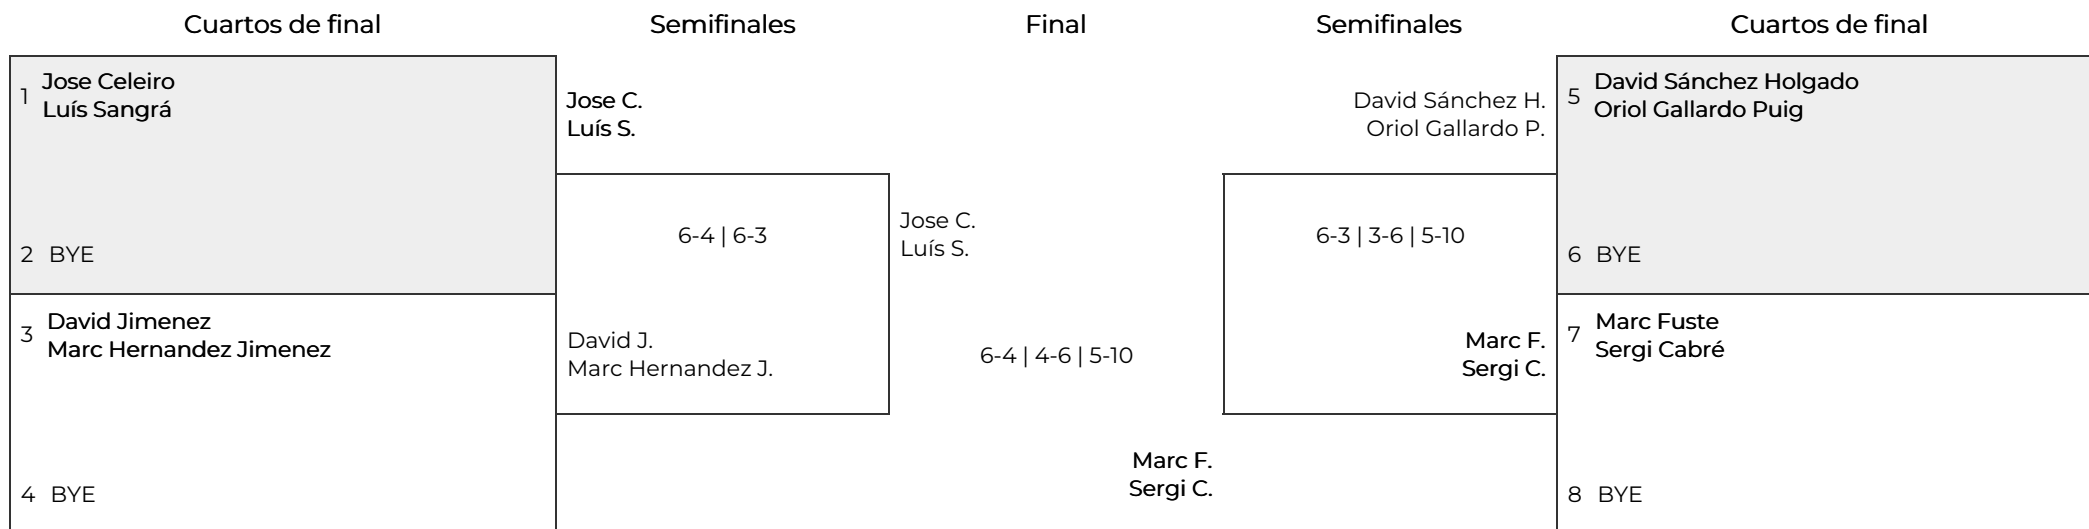 Cuartos de final
Semifinales
Final
Semifinales
Cuartos de final
1
Jose Celeiro
Luís Sangrá
2 BYE
3
David Jimenez
Marc Hernandez Jimenez
4 BYE
Jose C.
Luís S.
6-4 | 6-3
David J.
Marc Hernandez J.
Jose C.
Luís S.
6-4 | 4-6 | 5-10
Marc F.
Sergi C.
David Sánchez H.
Oriol Gallardo P.
6-3 | 3-6 | 5-10
Marc F.
Sergi C.
5
David Sánchez Holgado
Oriol Gallardo Puig
6 BYE
7
Marc Fuste
Sergi Cabré
8 BYE